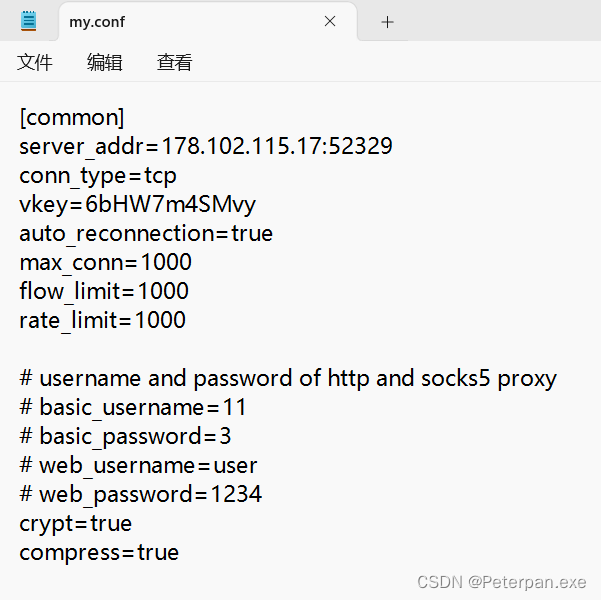 my.conf
文件 编辑 查看
[common]
server_addr=178.102.115.17:52329
conn_type=tcp
vkey=6bHW7m4SMvy
auto_reconnection=true
max_conn=1000
flow_limit=1000
rate_limit=1000
# username and password of http and socks5 proxy
# basic_username=11
# basic_password=3
# web_username=user
# web_password=1234
crypt=true
compress=true
CSDN @Peterpan.exe